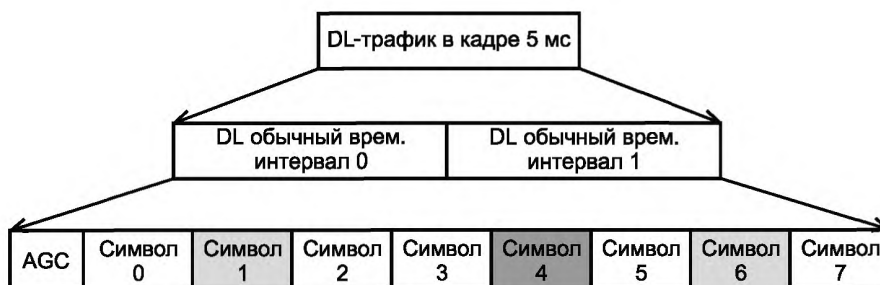 DL-трафик в кадре 5 мс
DL обычный врем.
интервал 0
DL обычный врем.
интервал 1
AGC
Символ
0
Символ
1
Символ
2
Символ
3
Символ
4
Символ
5
Символ
6
Символ
7